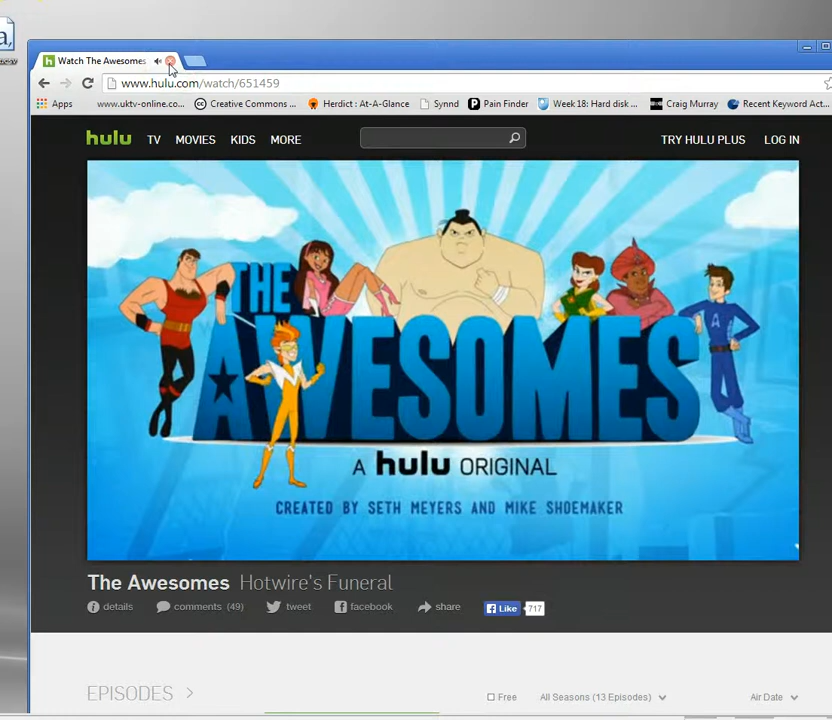 a,
Watch The Awesomes
www.hulu.com/watch/651459
Apps www.uktv-online.co... Creative Commons ... Herdict : At-A-Glance Synnd Pain Finder Week 18: Hard disk ... Craig Murray Recent Keyword Act...
hulu TV MOVIES KIDS MORE TRY HULU PLUS LOG IN
THE
AWESOMES
A hulu ORIGINAL
CREATED BY SETH MEYERS AND MIKE SHOEMAKER
The Awesomes Hotwire's Funeral
details comments (49) tweet facebook share Like 717
EPISODES > Free All Seasons (13 Episodes) Air Date